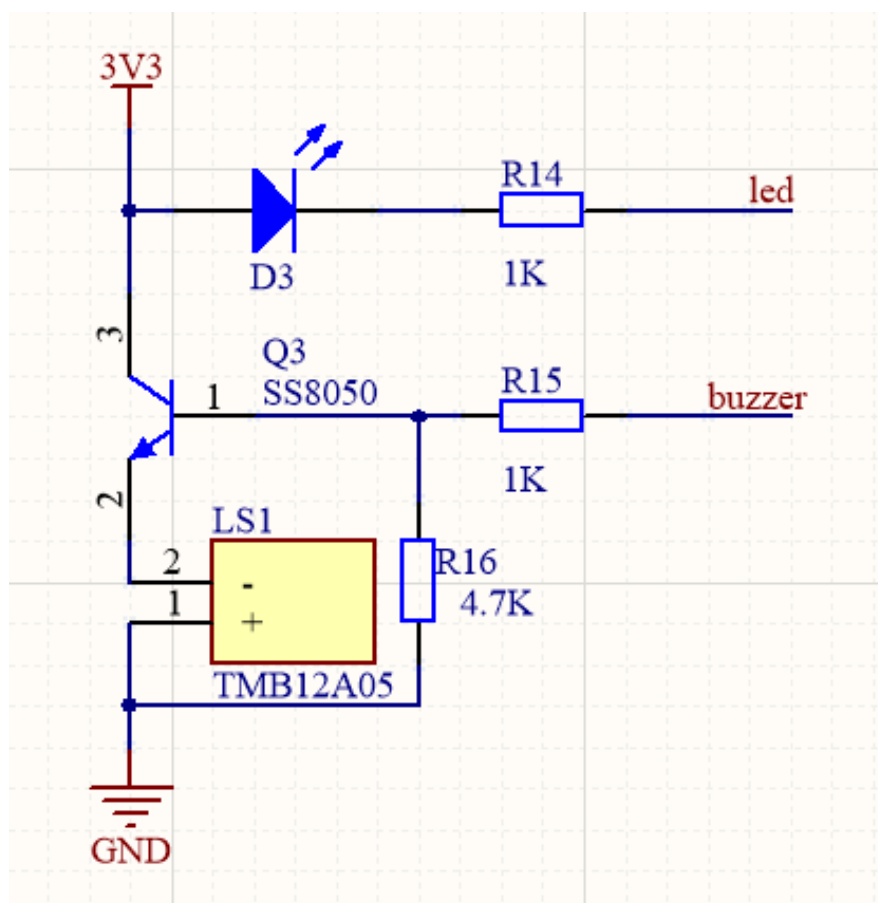 3V3
R14
led
D3
1K
3
Q3
SS8050
1
R15
buzzer
1K
2
LS1
2
-
1
+
R16
4.7K
TMB12A05
GND